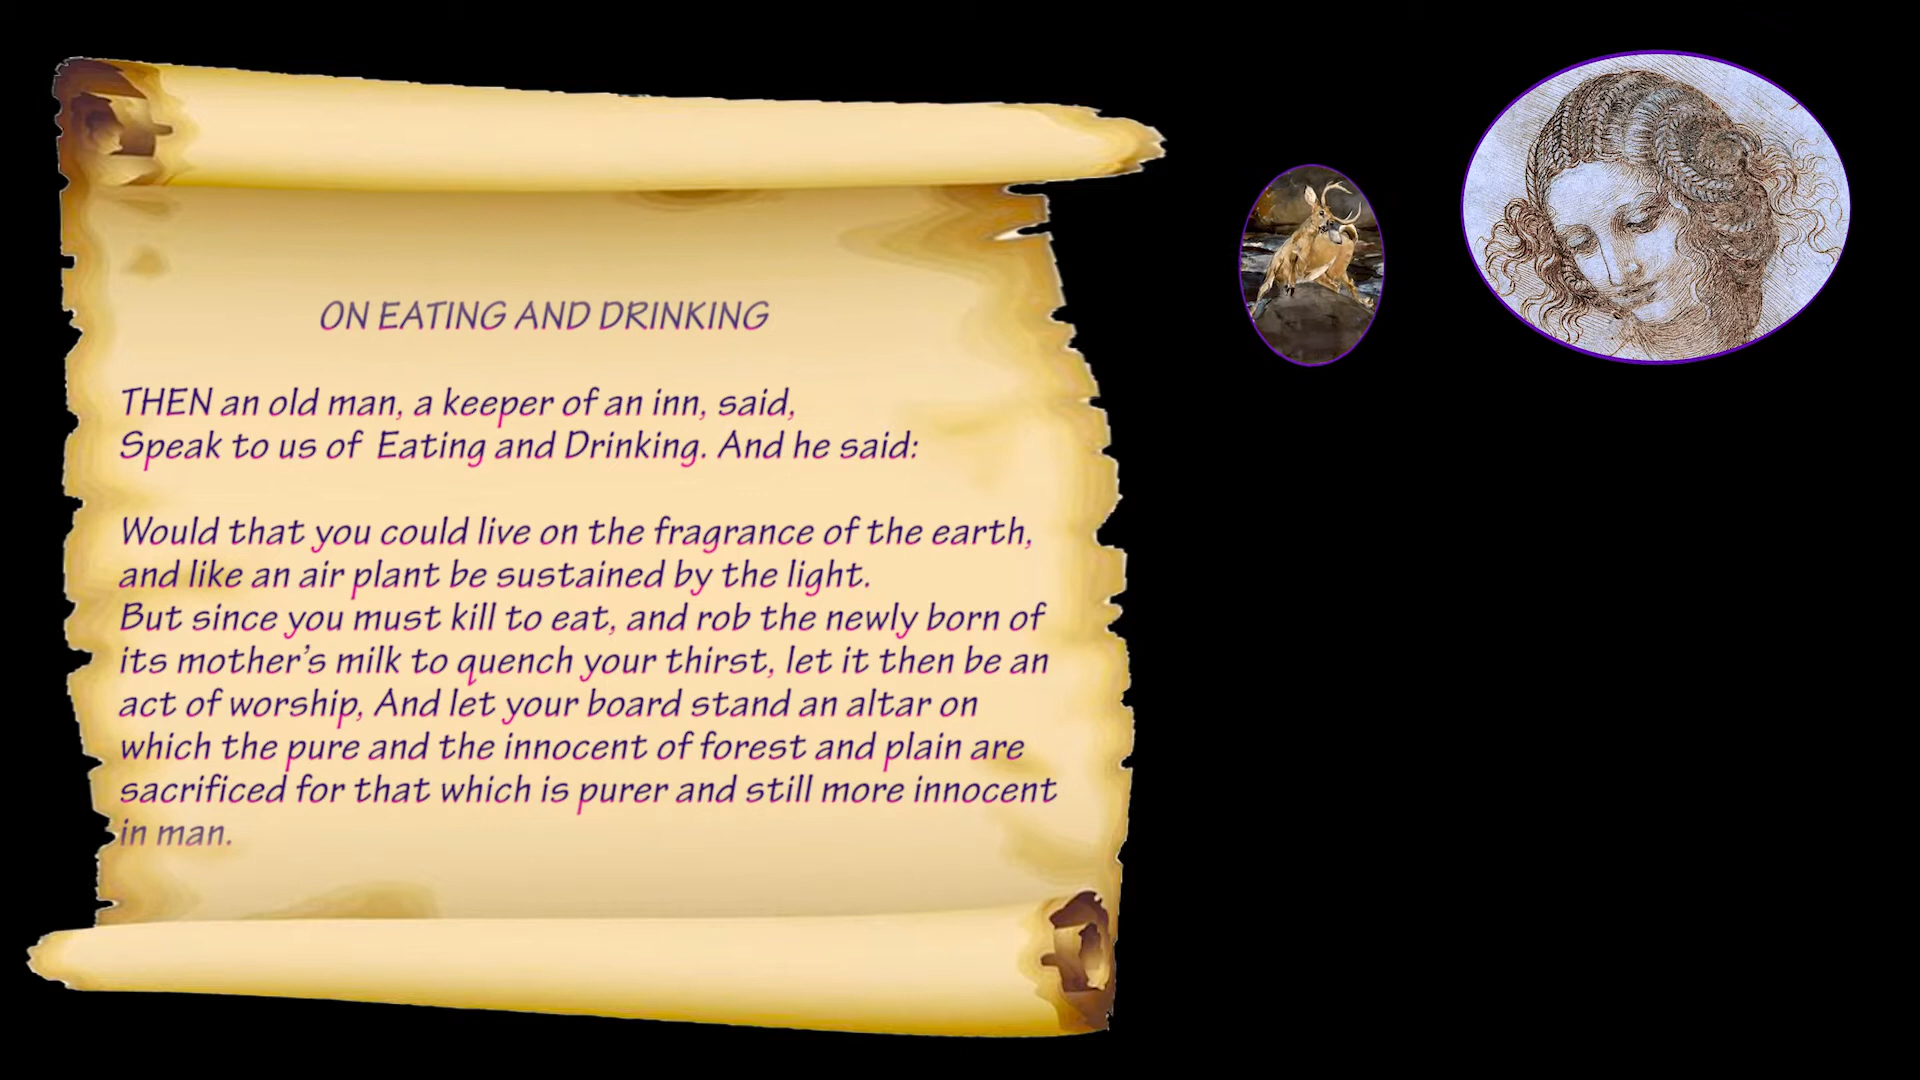 ON EATING AND DRINKING
THEN an old man, a keeper of an inn, said,
Speak to us of Eating and Drinking. And he said:
Would that you could live on the fragrance of the earth,
and like an air plant be sustained by the light.
But since you must kill to eat, and rob the newly born of
its mother’s milk to quench your thirst, let it then be an
act of worship, And let your board stand an altar on
which the pure and the innocent of forest and plain are
sacrificed for that which is purer and still more innocent
in man.